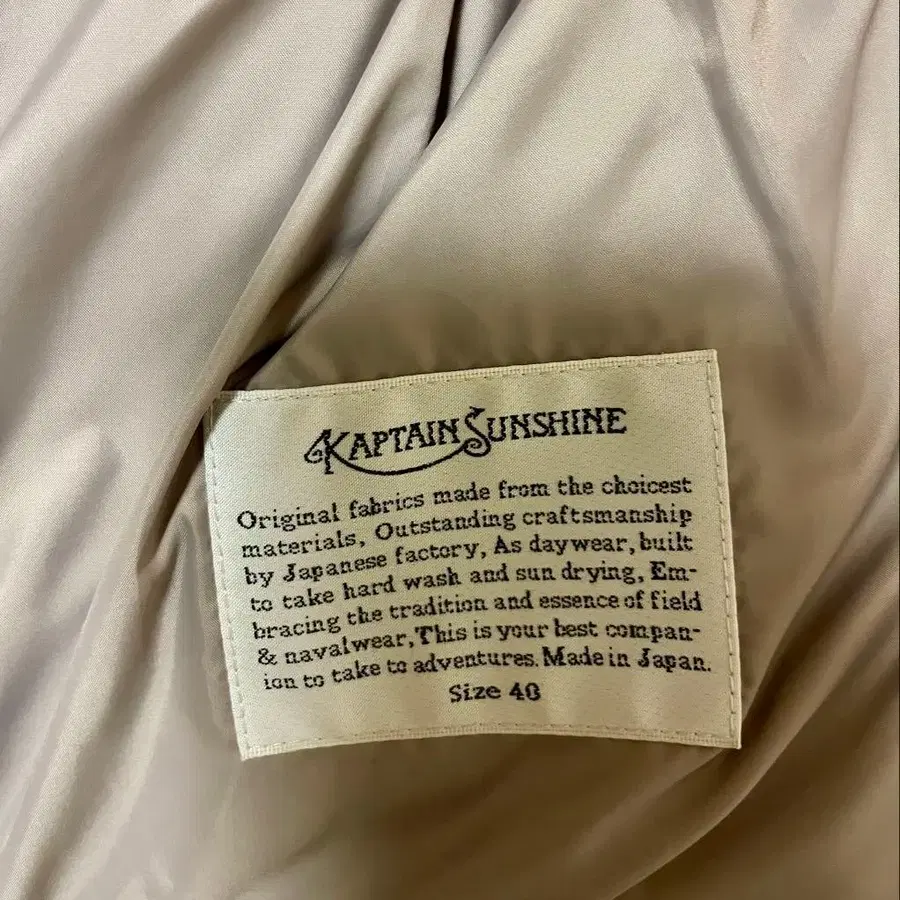 KAPTAIN SUNSHINE
Original fabrics made from the choicest
materials, Outstanding craftsmanship
by Japanese factory, As daywear, built
to take hard wash and sun drying, Em-
bracing the tradition and essence of field
& navalwear, This is your best compan-
ion to take to adventures. Made in Japan.
Size 40